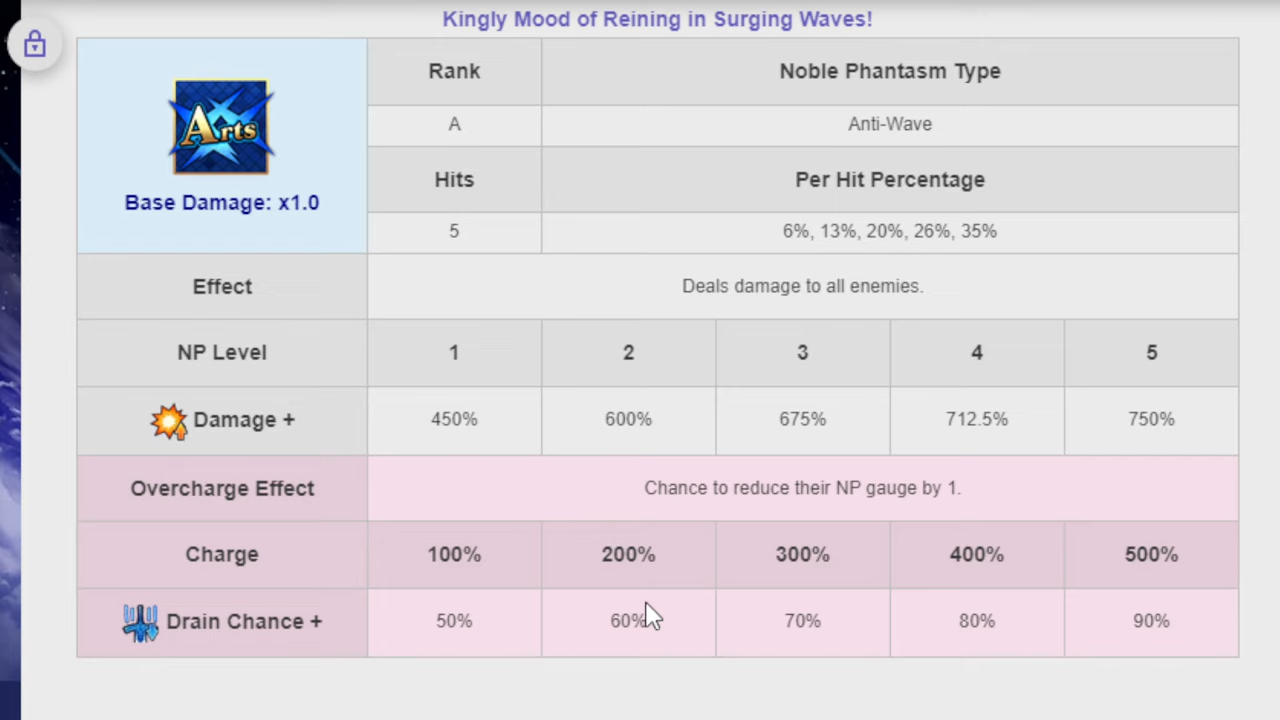 Kingly Mood of Reining in Surging Waves!
Rank Noble Phantasm Type
Arts
A Anti-Wave
Hits Per Hit Percentage
Base Damage: x1.0
5 6%, 13%, 20%, 26%, 35%
Effect Deals damage to all enemies.
NP Level 1 2 3 4 5
Damage + 450% 600% 675% 712.5% 750%
Overcharge Effect Chance to reduce their NP gauge by 1.
Charge 100% 200% 300% 400% 500%
Drain Chance + 50% 60% 70% 80% 90%